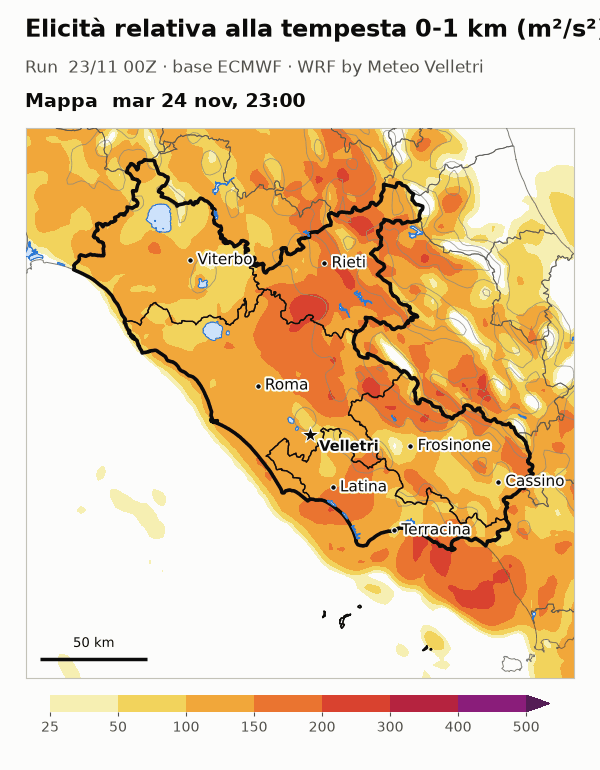 Elicità relativa alla tempesta 0-1 km (m²/s²)
Run 23/11 00Z · base ECMWF · WRF by Meteo Velletri
Mappa mar 24 nov, 23:00
Viterbo
Rieti
Roma
Velletri
Frosinone
Latina
Cassino
Terracina
50 km
25 50 100 150 200 300 400 500